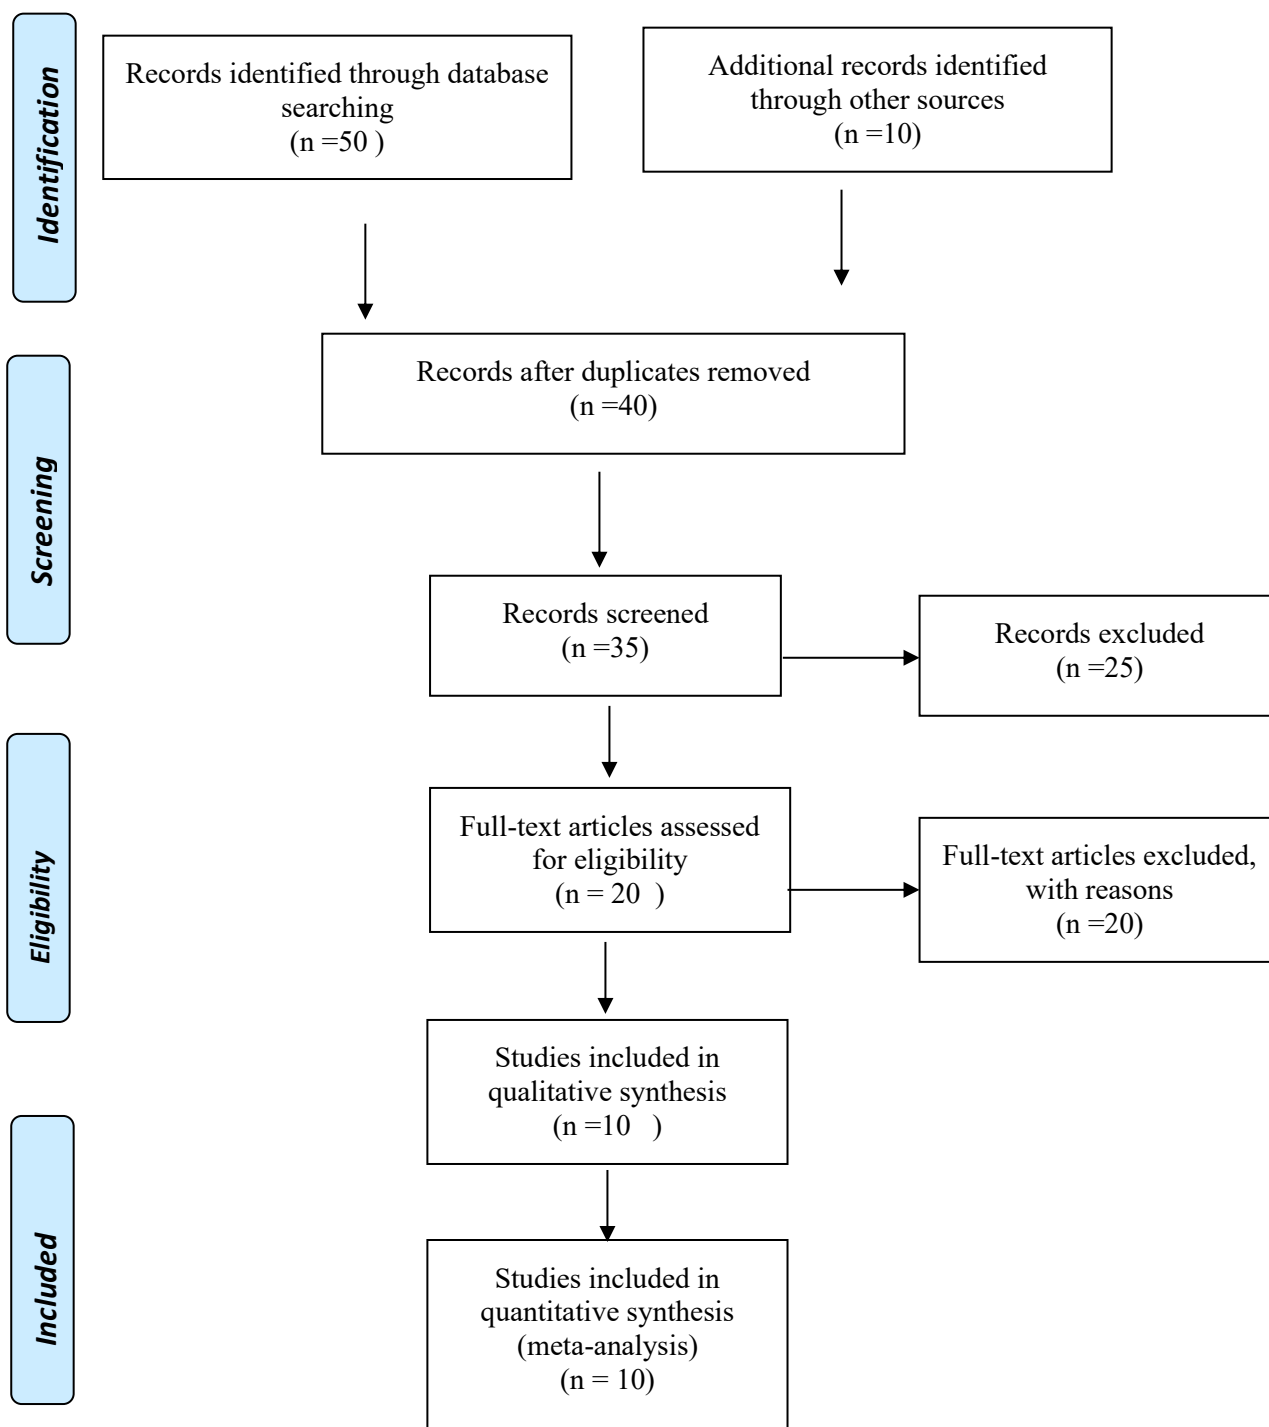 Identification
Records identified through database
searching
(n =50 )
Additional records identified
through other sources
(n =10)
Records after duplicates removed
(n =40)
Screening
Records screened
(n =35)
Records excluded
(n =25)
Eligibility
Full-text articles assessed
for eligibility
(n = 20 )
Full-text articles excluded,
with reasons
(n =20)
Studies included in
qualitative synthesis
(n =10 )
Included
Studies included in
quantitative synthesis
(meta-analysis)
(n = 10)